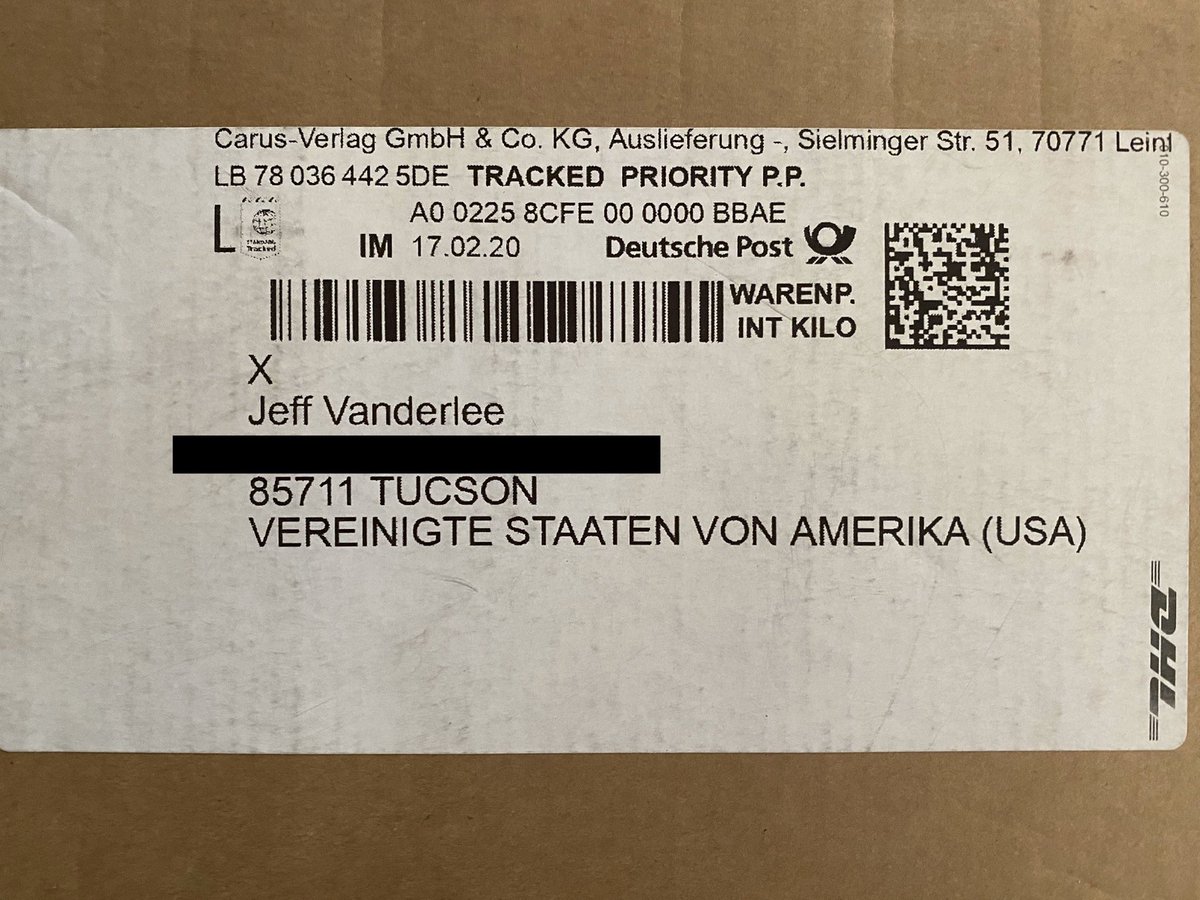 Carus-Verlag GmbH & Co. KG, Auslieferung -, Sielminger Str. 51, 70771 Leinl
LB 78 036 442 5DE TRACKED PRIORITY P.P.
10-300-610
A0 0225 8CFE 00 0000 BBAE
L
Tracked
IM 17.02.20 Deutsche Post
WARENP.
INT KILO
X
Jeff Vanderlee
85711 TUCSON
VEREINIGTE STAATEN VON AMERIKA (USA)
DHL